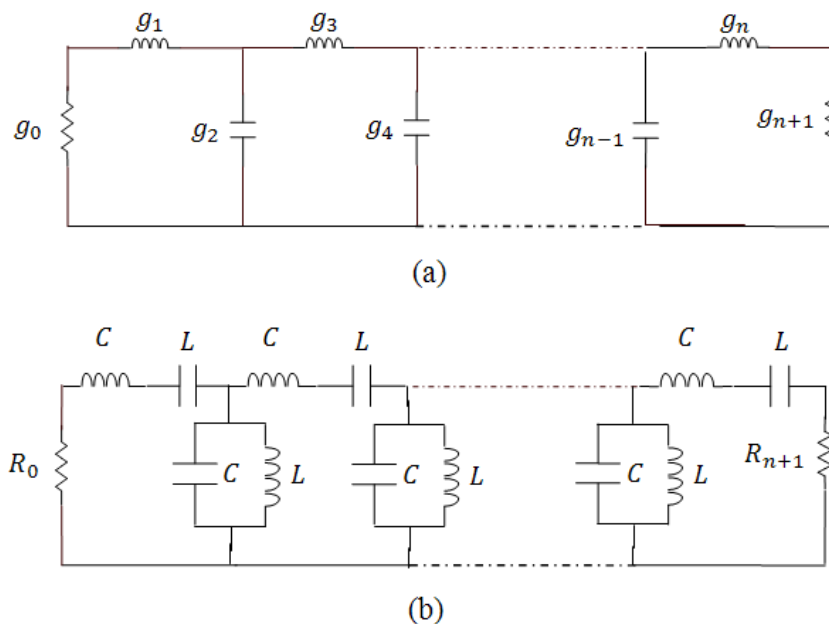 g₁ g₃ gₙ
g₀ g₂ g₄ gₙ₋₁ gₙ₊₁
(a)
C L C L C L
R₀ C L C L C L Rₙ₊₁
(b)